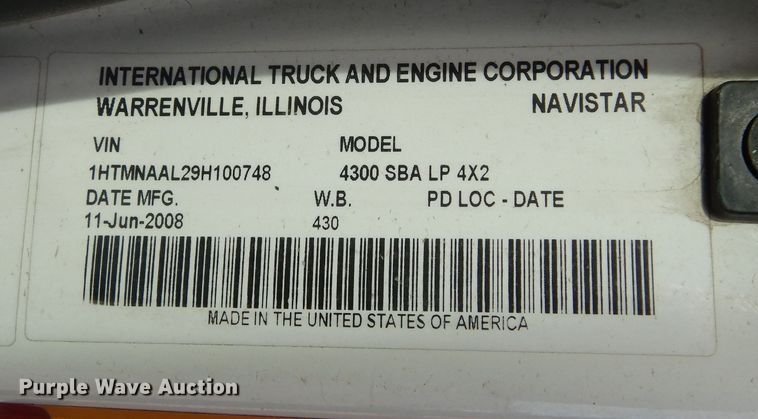 INTERNATIONAL TRUCK AND ENGINE CORPORATION
WARRENVILLE, ILLINOIS NAVISTAR
VIN MODEL
1HTMNAAL29H100748 4300 SBA LP 4X2
DATE MFG. W.B. PD LOC - DATE
11-Jun-2008 430
MADE IN THE UNITED STATES OF AMERICA
Purple Wave Auction